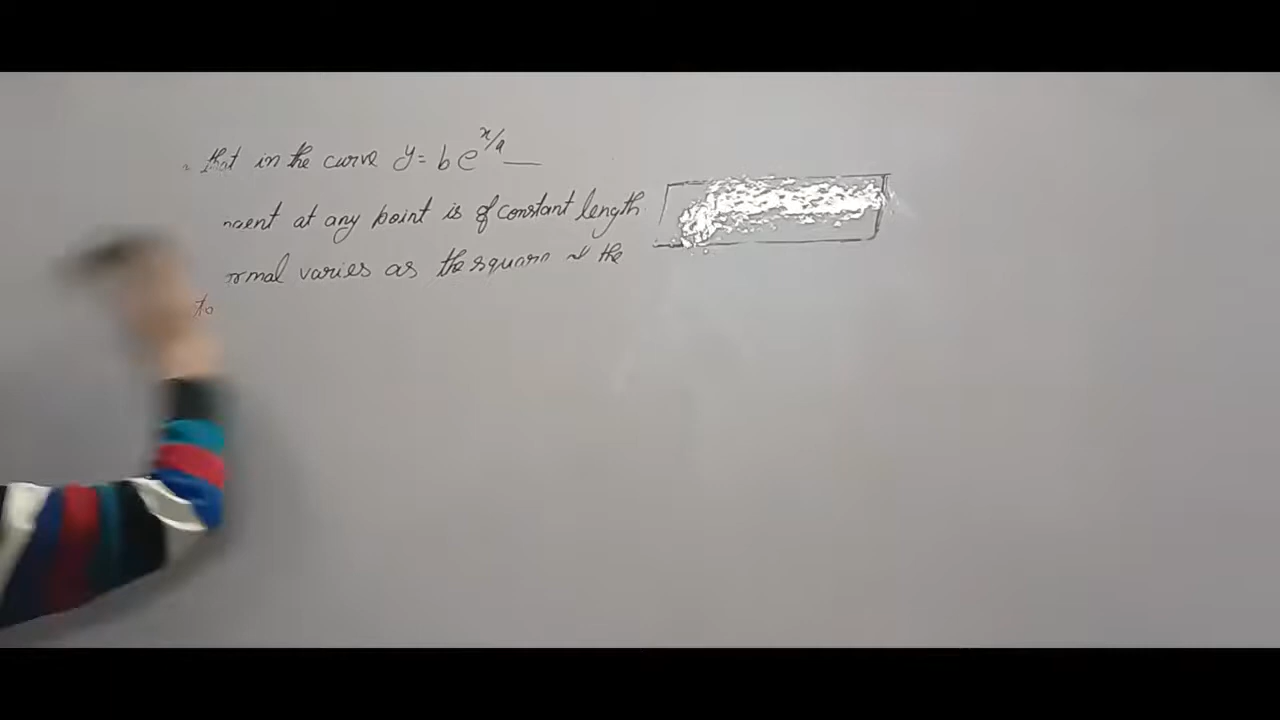 that in the curve y = b e^{x/a} —
ngent at any point is of constant length
rmal varies as the square of the
to